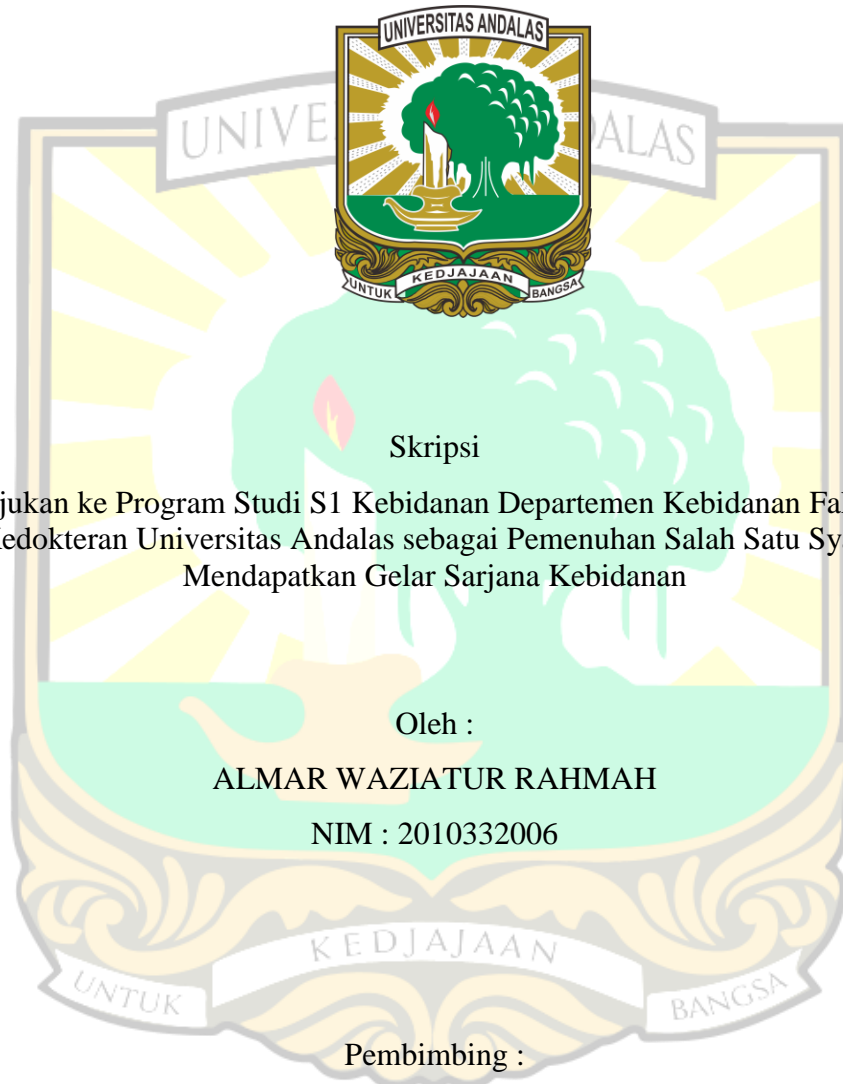 UNIVERSITAS ANDALAS
UNTUK KEDJAJAAN BANGSA
UNIVE DALAS
Skripsi
jukan ke Program Studi S1 Kebidanan Departemen Kebidanan Fa
edokteran Universitas Andalas sebagai Pemenuhan Salah Satu Sya
Mendapatkan Gelar Sarjana Kebidanan
Oleh :
ALMAR WAZIATUR RAHMAH
NIM : 2010332006
UNTUK KEDJAJAAN BANGSA
Pembimbing :